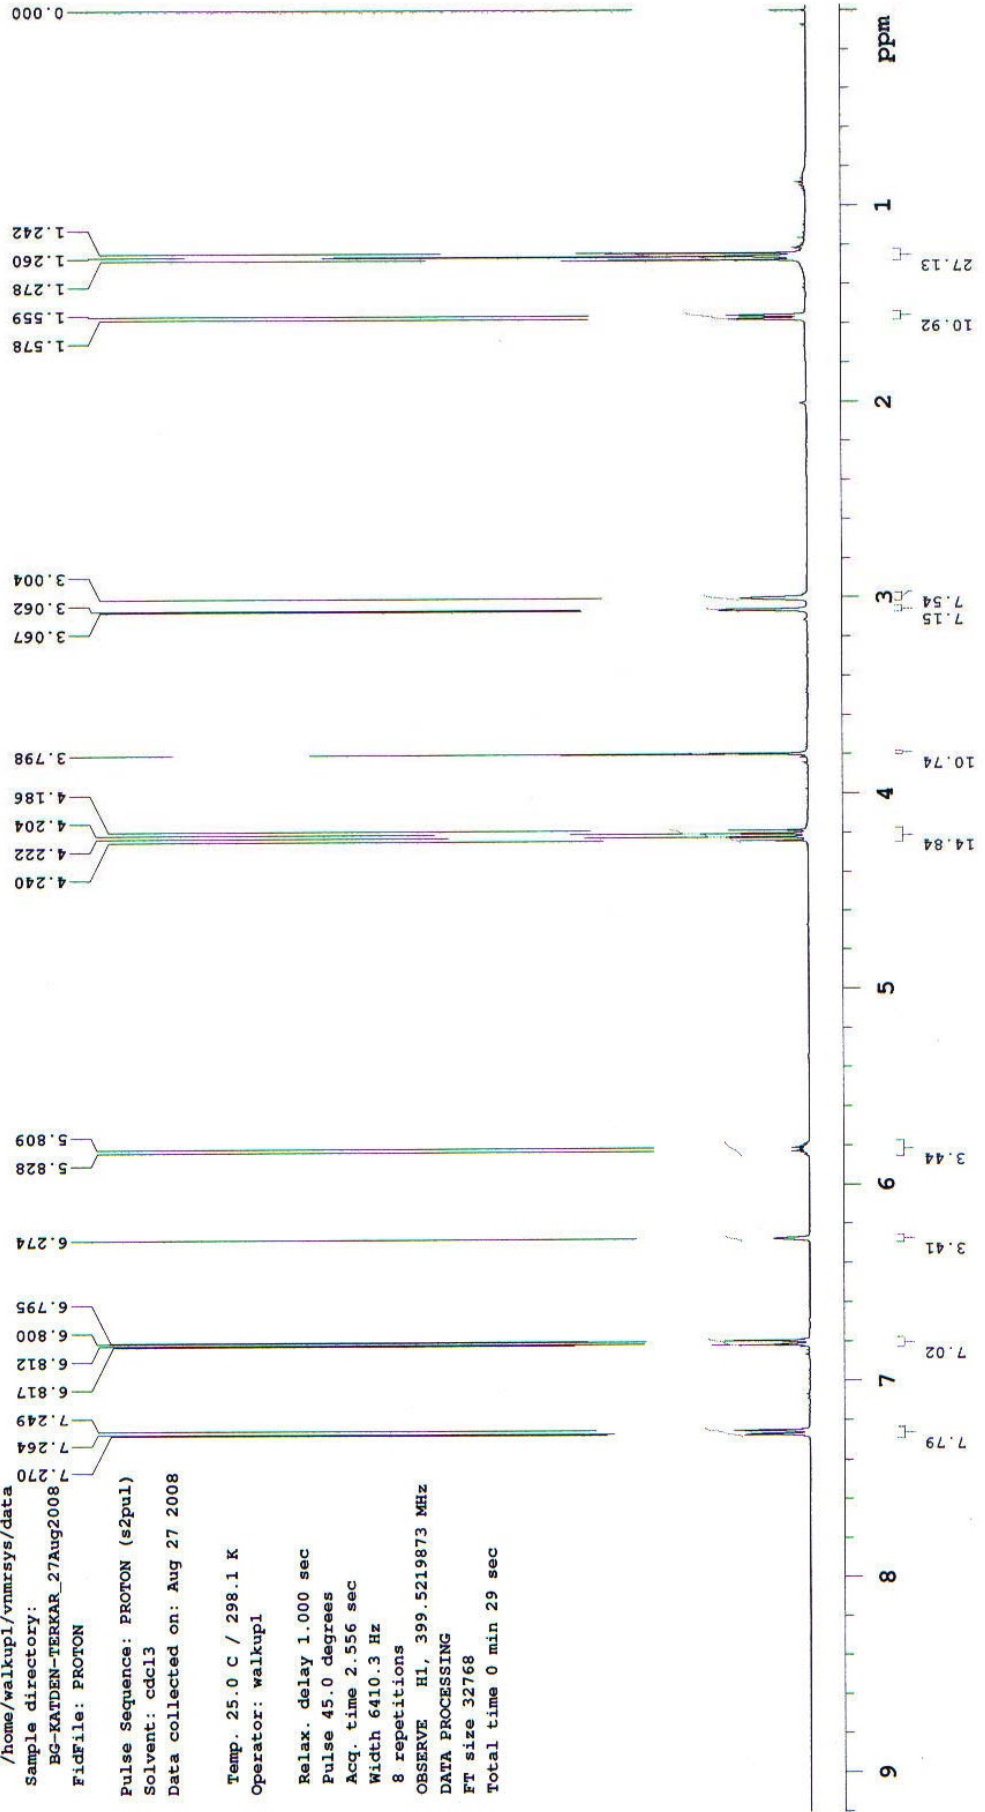 /home/walkup1/vnmrsys/data
Sample directory:
BG-KATDEN-TERKAR_27Aug2008
FidFile: PROTON
Pulse Sequence: PROTON (s2pul)
Solvent: cdcl3
Data collected on: Aug 27 2008
Temp. 25.0 C / 298.1 K
Operator: walkup1
Relax. delay 1.000 sec
Pulse 45.0 degrees
Acq. time 2.556 sec
Width 6410.3 Hz
8 repetitions
OBSERVE H1, 399.5219873 MHz
DATA PROCESSING
FT size 32768
Total time 0 min 29 sec
7.270
7.264
7.249
6.817
6.812
6.800
6.795
6.274
5.828
5.809
4.240
4.222
4.204
4.186
3.798
3.067
3.062
3.004
1.578
1.559
1.278
1.260
1.242
0.000
9 8 7 6 5 4 3 2 1 ppm
7.79
7.02
3.41
3.44
14.84
10.74
7.15
7.54
10.92
27.13